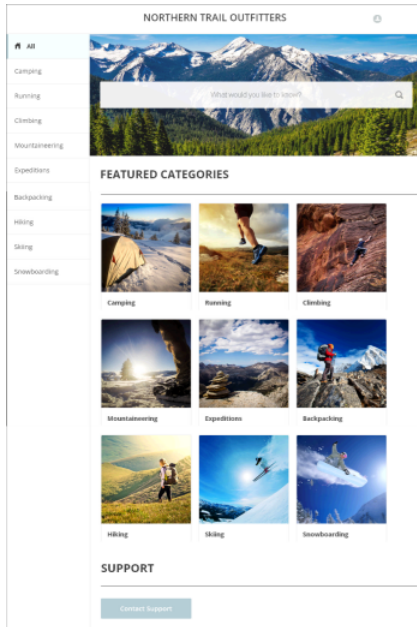 NORTHERN TRAIL OUTFITTERS
All
Camping
Running
Climbing
Mountaineering
Expeditions
Backpacking
Hiking
Skiing
Snowboarding
What would you like to know?
FEATURED CATEGORIES
Camping Running Climbing
Mountaineering Expeditions Backpacking
Hiking Skiing Snowboarding
SUPPORT
Contact Support